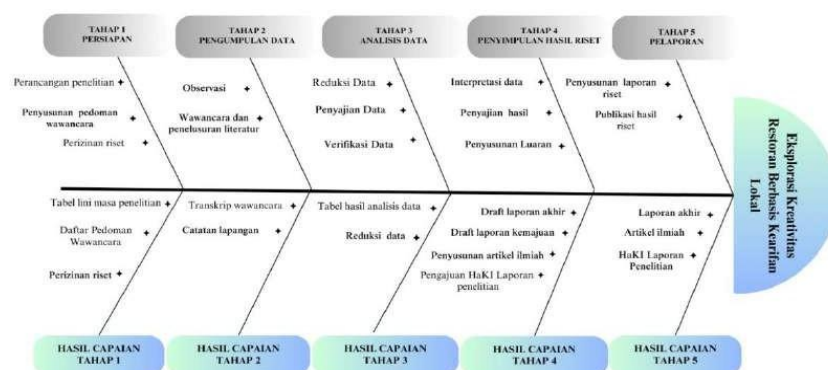 TAHAP 1
PERSIAPAN
TAHAP 2
PENGUMPULAN DATA
TAHAP 3
ANALISIS DATA
TAHAP 4
PENYIMPULAN HASIL RISET
TAHAP 5
PELAPORAN
Perancangan penelitian
Penyusunan pedoman
wawancara
Perizinan riset
Observasi
Wawancara dan
penelusuran literatur
Reduksi Data
Penyajian Data
Verifikasi Data
Interpretasi data
Penyajian hasil
Penyusunan Luaran
Penyusunan laporan
riset
Publikasi hasil
riset
Eksplorasi Kreativitas
Restoran Berbasis Kearifan
Lokal
Tabel lini masa penelitian
Daftar Pedoman
Wawancara
Perizinan riset
Transkrip wawancara
Catatan lapangan
Tabel hasil analisis data
Reduksi data
Draft laporan akhir
Draft laporan kemajuan
Penyusunan artikel ilmiah
Pengajuan HaKI Laporan
penelitian
Laporan akhir
Artikel ilmiah
HaKI Laporan
Penelitian
HASIL CAPAIAN
TAHAP 1
HASIL CAPAIAN
TAHAP 2
HASIL CAPAIAN
TAHAP 3
HASIL CAPAIAN
TAHAP 4
HASIL CAPAIAN
TAHAP 5